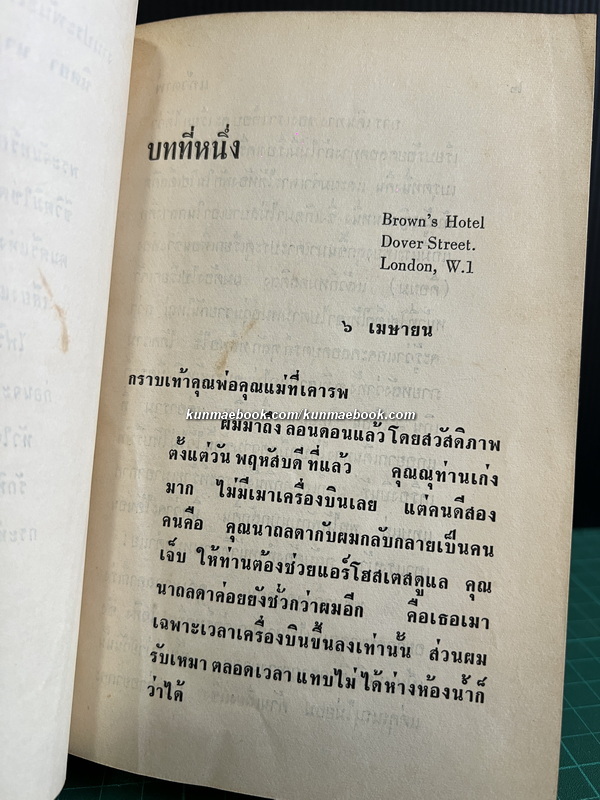 บทที่หนึ่ง
Brown's Hotel
Dover Street.
London, W.1
๖ เมษายน
กราบเท้าคุณพ่อคุณแม่ที่เคารพ
kunmaebook.com/kunmaebook.com
ผมมาถึง ลอนดอนแล้ว โดยสวัสดิภาพ
ตั้งแต่วัน พฤหัสบดี ที่แล้ว คุณณุท่านเก่ง
มาก ไม่มีเมาเครื่องบินเลย แต่คนดีสอง
คนคือ คุณนาถลดากับผมกลับกลายเป็นคน
เจ็บ ให้ท่านต้องช่วยแอร์โฮสเตสดูแล คุณ
นาถลดาค่อยยังชั่วกว่าผมอีก คือเธอเมา
เฉพาะเวลาเครื่องบินขึ้นลงเท่านั้น ส่วนผม
รับเหมา ตลอดเวลา แทบไม่ ได้ห่างห้องน้ำก็
ว่าได้